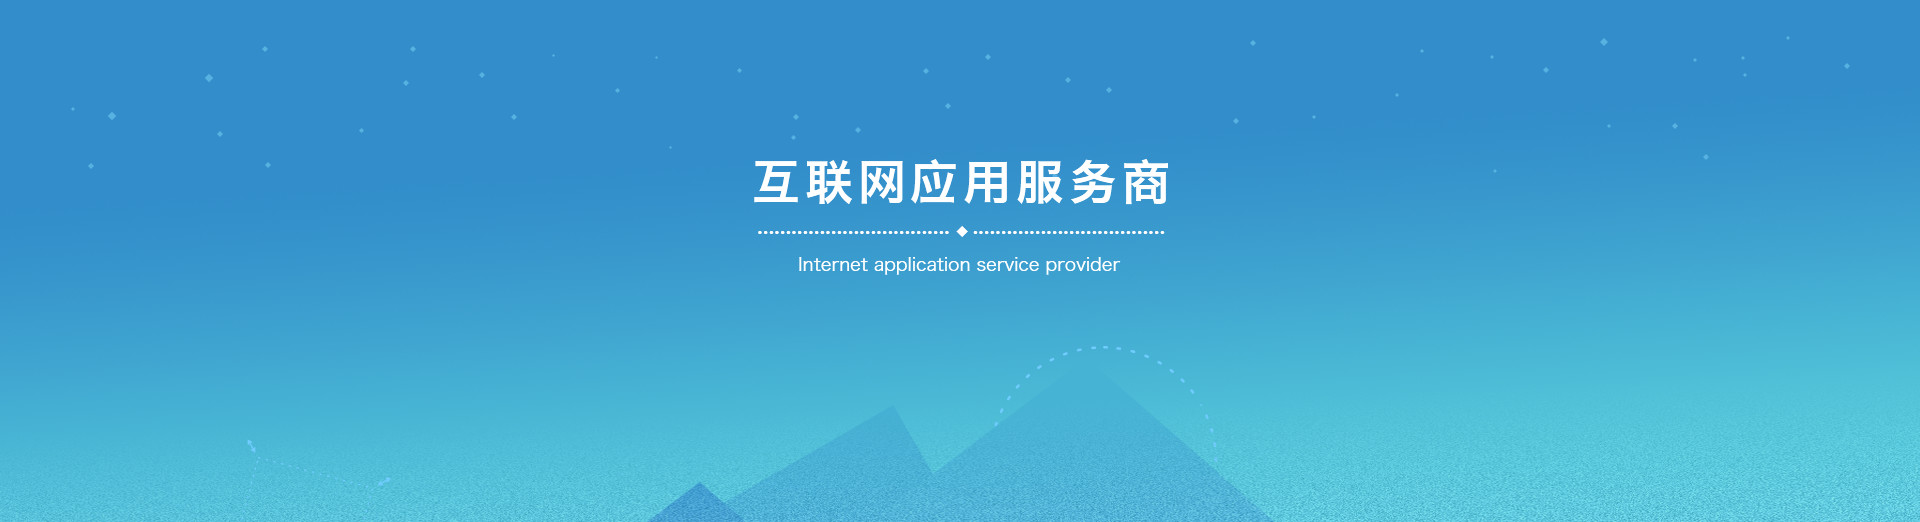 互联网应用服务商
Internet application service provider